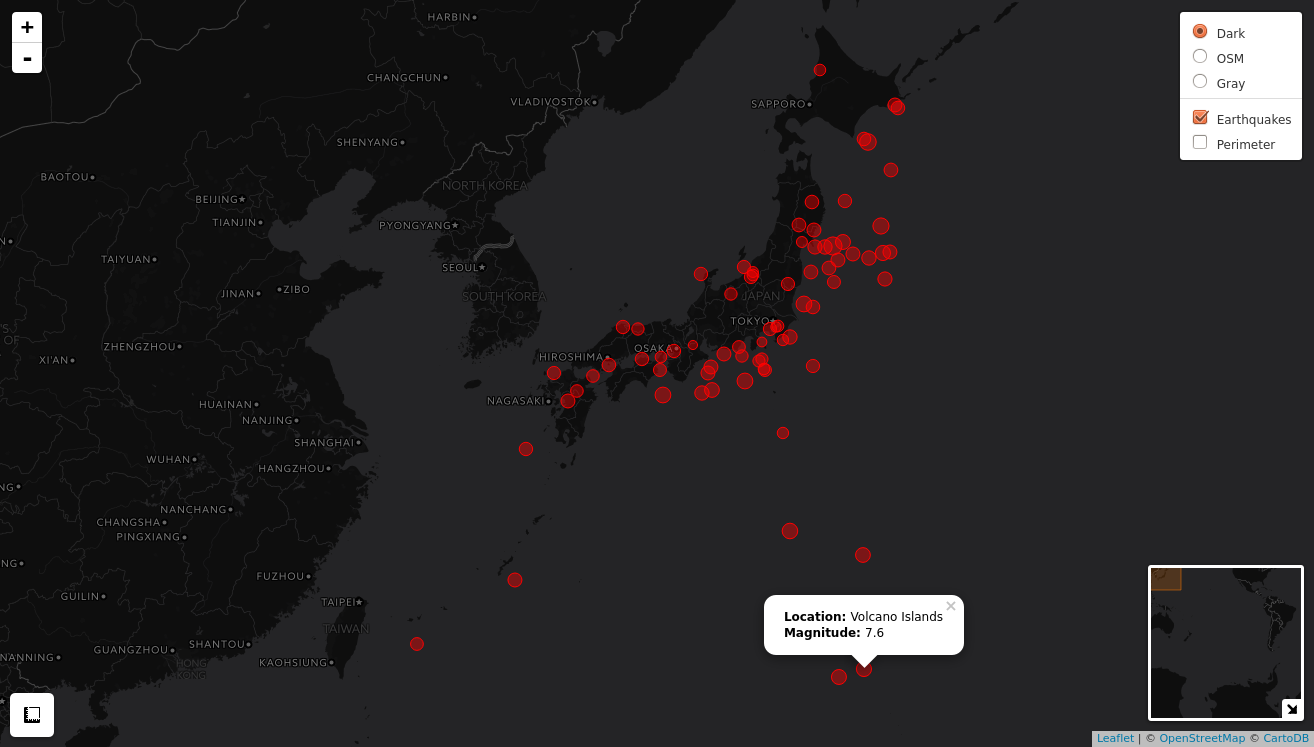 +
-
HARBIN
CHANGCHUN
VLADIVOSTOK
SAPPORO
SHENYANG
BAOTOU
NORTH KOREA
BEIJING
TIANJIN
PYONGYANG
TAIYUAN
SEOUL
JINAN
ZIBO
SOUTH KOREA
JAPAN
TOKYO
ZHENGZHOU
XI'AN
OSAKA
HIROSHIMA
HUAINAN
NANJING
NAGASAKI
SHANGHAI
WUHAN
HANGZHOU
NG
NANCHANG
CHANGSHA
PINGXIANG
NG
FUZHOU
GUILIN
TAIPEI
TAIWAN
GUANGZHOU
SHANTOU
NANNING
HONG
KONG
KAOHSIUNG
Dark
OSM
Gray
Earthquakes
Perimeter
Location: Volcano Islands
Magnitude: 7.6
×
Leaflet | © OpenStreetMap © CartoDB